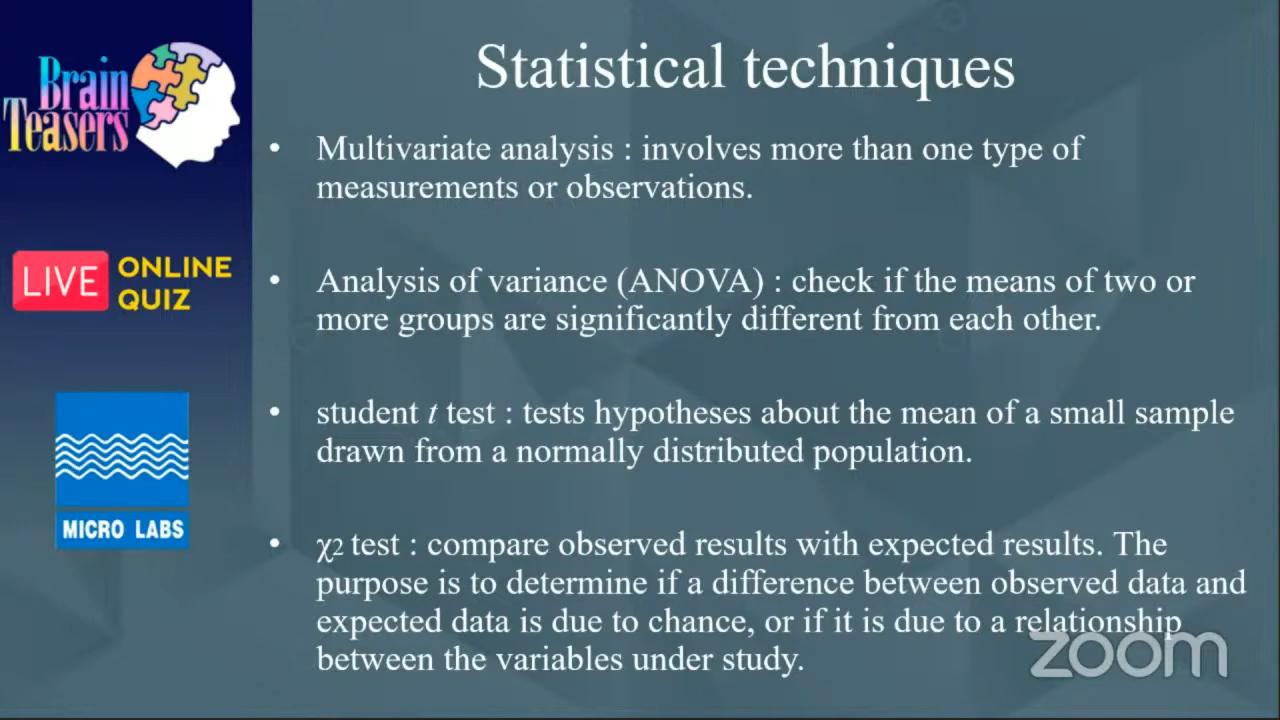 Brain
Teasers
LIVE ONLINE
QUIZ
MICRO LABS
Statistical techniques
• Multivariate analysis : involves more than one type of
measurements or observations.
• Analysis of variance (ANOVA) : check if the means of two or
more groups are significantly different from each other.
• student t test : tests hypotheses about the mean of a small sample
drawn from a normally distributed population.
• χ2 test : compare observed results with expected results. The
purpose is to determine if a difference between observed data and
expected data is due to chance, or if it is due to a relationship
between the variables under study.
zoom